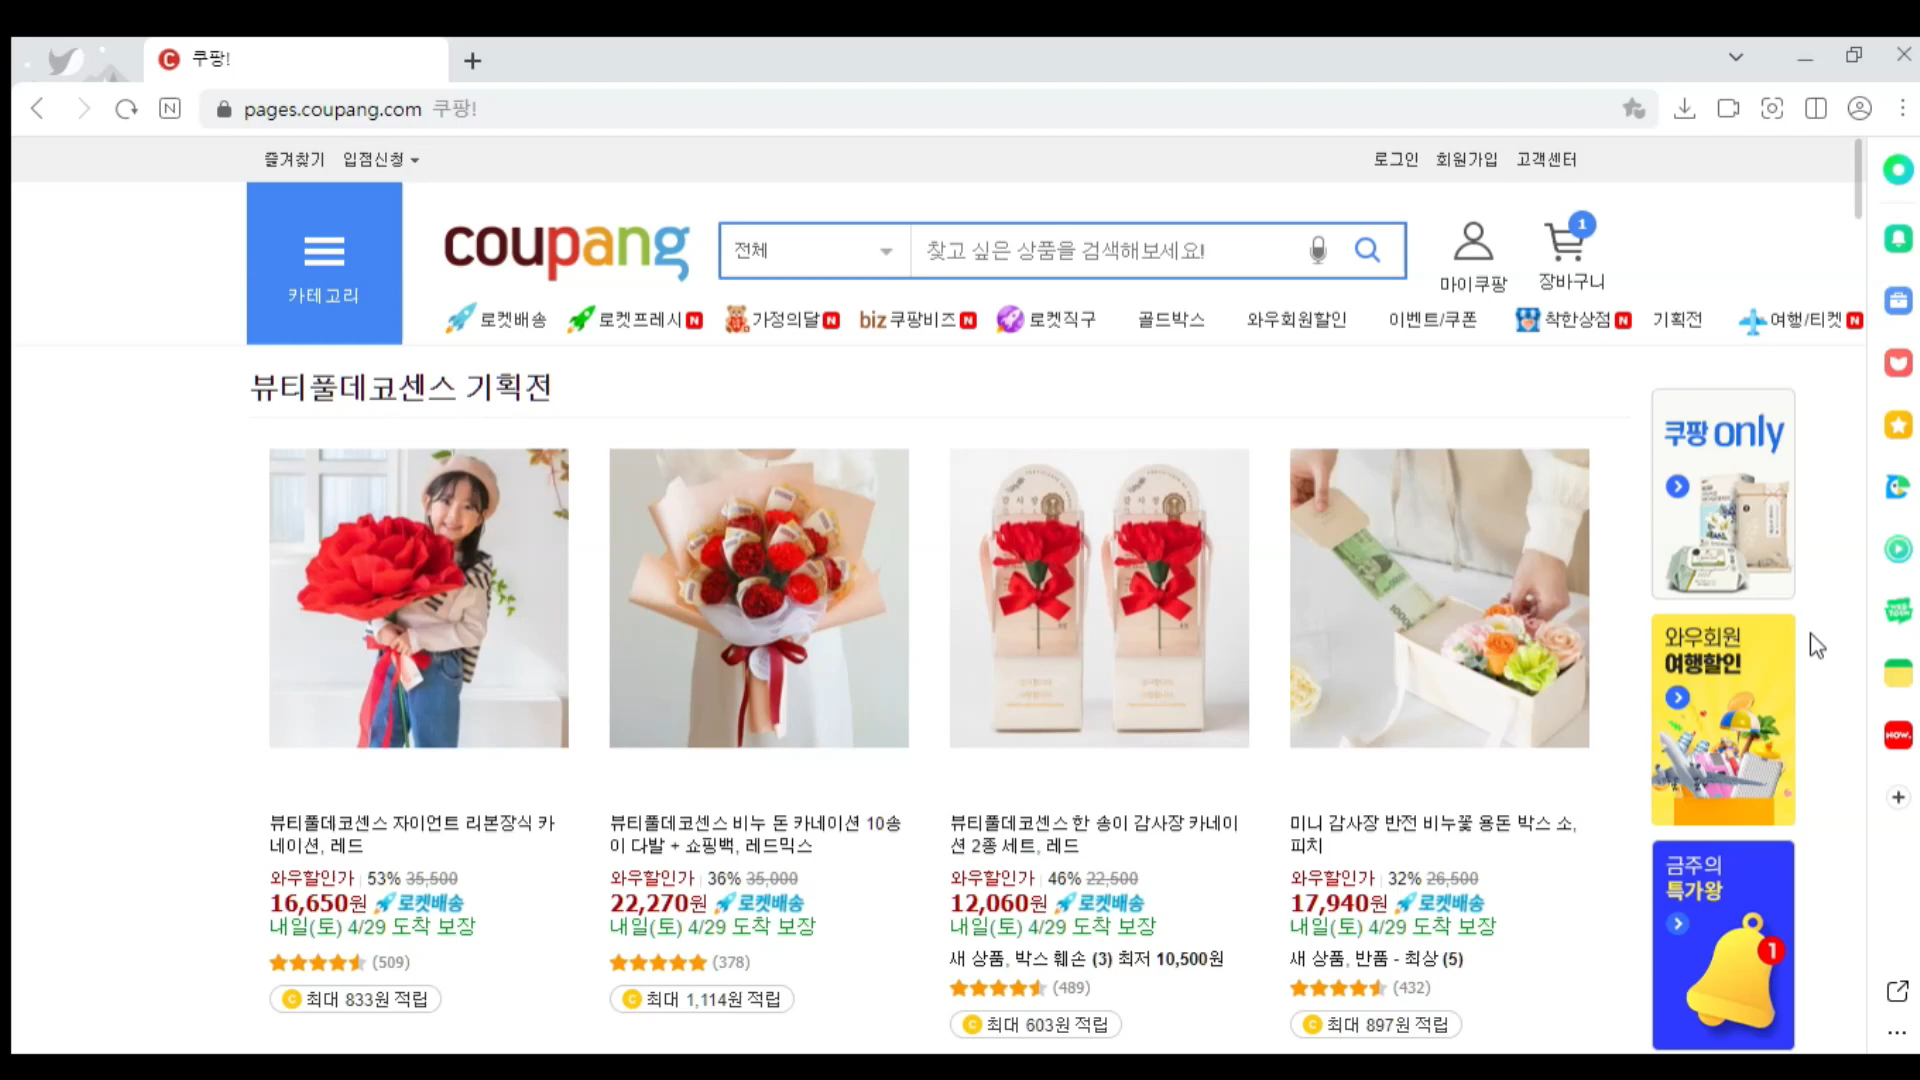 쿠팡!
pages.coupang.com 쿠팡!
즐겨찾기 입점신청
로그인 회원가입 고객센터
카테고리
coupang
전체
찾고 싶은 상품을 검색해보세요!
마이쿠팡
1
장바구니
로켓배송
로켓프레시 N
가정의달 N
biz 쿠팡비즈 N
로켓직구
골드박스
와우회원할인
이벤트/쿠폰
착한상점 N
기획전
여행/티켓 N
뷰티풀데코센스 기획전
뷰티풀데코센스 자이언트 리본장식 카
네이션, 레드
와우할인가 53% 35,500
16,650원 로켓배송
내일(토) 4/29 도착 보장
(509)
최대 833원 적립
뷰티풀데코센스 비누 돈 카네이션 10송
이 다발 + 쇼핑백, 레드믹스
와우할인가 36% 35,000
22,270원 로켓배송
내일(토) 4/29 도착 보장
(378)
최대 1,114원 적립
뷰티풀데코센스 한 송이 감사장 카네이
션 2종 세트, 레드
와우할인가 46% 22,500
12,060원 로켓배송
내일(토) 4/29 도착 보장
새 상품, 박스 훼손 (3) 최저 10,500원
(489)
최대 603원 적립
미니 감사장 반전 비누꽃 용돈 박스 소,
피치
와우할인가 32% 26,500
17,940원 로켓배송
내일(토) 4/29 도착 보장
새 상품, 반품 - 최상 (5)
(432)
최대 897원 적립
쿠팡 only
와우회원
여행할인
금주의
특가왕
1
NOW.